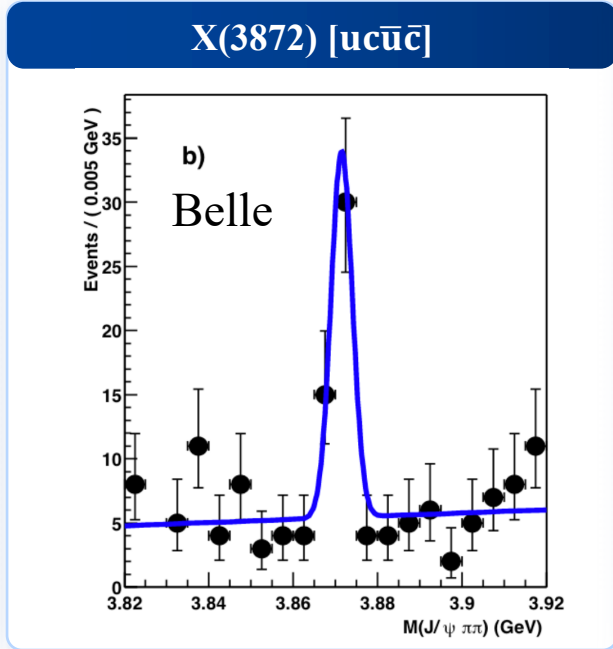 X(3872) [ucūc̄]
b)
Belle
Events / ( 0.005 GeV )
35
30
25
20
15
10
5
0
3.82 3.84 3.86 3.88 3.9 3.92
M(J/ ψ ππ) (GeV)